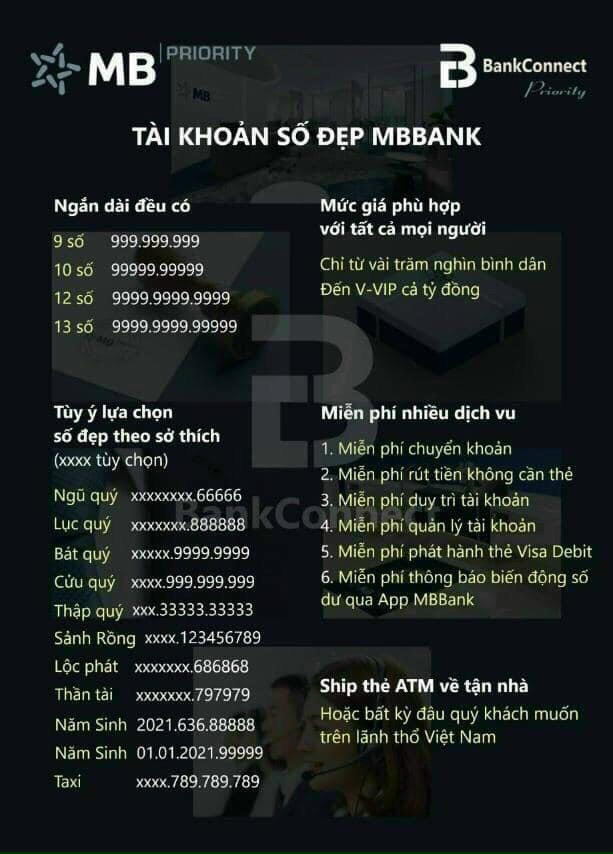 MB PRIORITY
BankConnect
Priority
TÀI KHOẢN SỐ ĐẸP MBBANK
Ngắn dài đều có
9 số 999.999.999
10 số 99999.99999
12 số 9999.9999.9999
13 số 9999.9999.99999
Mức giá phù hợp
với tất cả mọi người
Chỉ từ vài trăm nghìn bình dân
Đến V-VIP cả tỷ đồng
Tùy ý lựa chọn
số đẹp theo sở thích
(xxxx tùy chọn)
Ngũ quý xxxxxxxx.66666
Lục quý xxxxxxx.888888
Bát quý xxxxx.9999.9999
Cửu quý xxxx.999.999.999
Thập quý xxx.33333.33333
Sảnh Rồng xxxx.123456789
Lộc phát xxxxxxx.686868
Thần tài xxxxxxx.797979
Năm Sinh 2021.636.88888
Năm Sinh 01.01.2021.99999
Taxi xxxx.789.789.789
Miễn phí nhiều dịch vu
1. Miễn phí chuyển khoản
2. Miễn phí rút tiền không cần thẻ
3. Miễn phí duy trì tài khoản
4. Miễn phí quản lý tài khoản
5. Miễn phí phát hành thẻ Visa Debit
6. Miễn phí thông báo biến động số
dư qua App MBBank
Ship thẻ ATM về tận nhà
Hoặc bất kỳ đâu quý khách muốn
trên lãnh thổ Việt Nam
BankConnect
MB